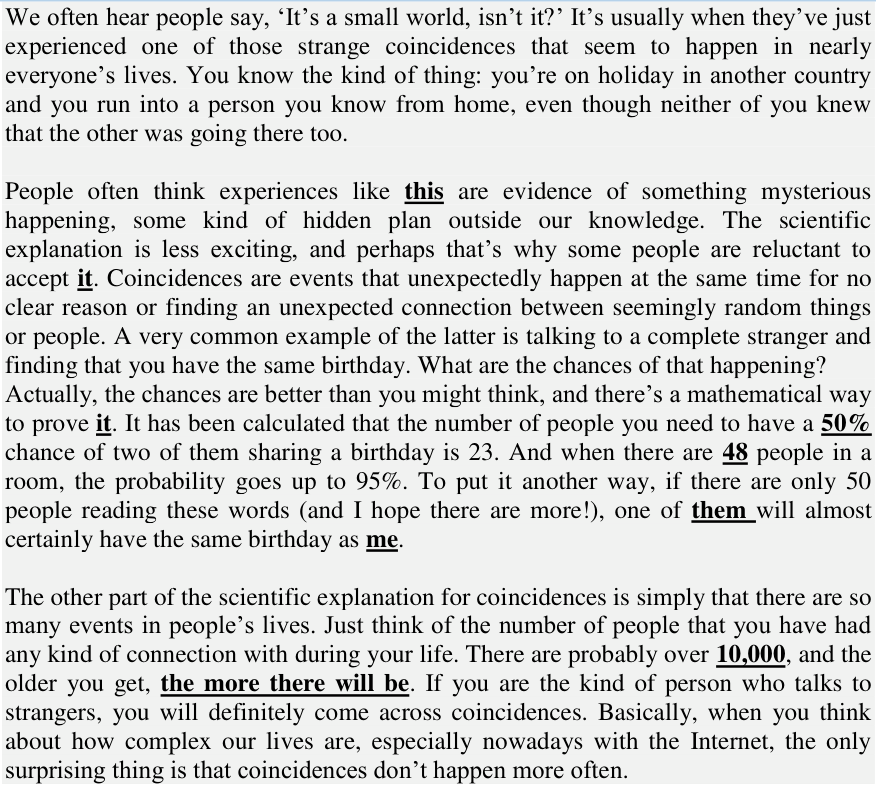 We often hear people say, ‘It’s a small world, isn’t it?’ It’s usually when they’ve just
experienced one of those strange coincidences that seem to happen in nearly
everyone’s lives. You know the kind of thing: you’re on holiday in another country
and you run into a person you know from home, even though neither of you knew
that the other was going there too.
People often think experiences like this are evidence of something mysterious
happening, some kind of hidden plan outside our knowledge. The scientific
explanation is less exciting, and perhaps that’s why some people are reluctant to
accept it. Coincidences are events that unexpectedly happen at the same time for no
clear reason or finding an unexpected connection between seemingly random things
or people. A very common example of the latter is talking to a complete stranger and
finding that you have the same birthday. What are the chances of that happening?
Actually, the chances are better than you might think, and there’s a mathematical way
to prove it. It has been calculated that the number of people you need to have a 50%
chance of two of them sharing a birthday is 23. And when there are 48 people in a
room, the probability goes up to 95%. To put it another way, if there are only 50
people reading these words (and I hope there are more!), one of them will almost
certainly have the same birthday as me.
The other part of the scientific explanation for coincidences is simply that there are so
many events in people’s lives. Just think of the number of people that you have had
any kind of connection with during your life. There are probably over 10,000, and the
older you get, the more there will be. If you are the kind of person who talks to
strangers, you will definitely come across coincidences. Basically, when you think
about how complex our lives are, especially nowadays with the Internet, the only
surprising thing is that coincidences don’t happen more often.